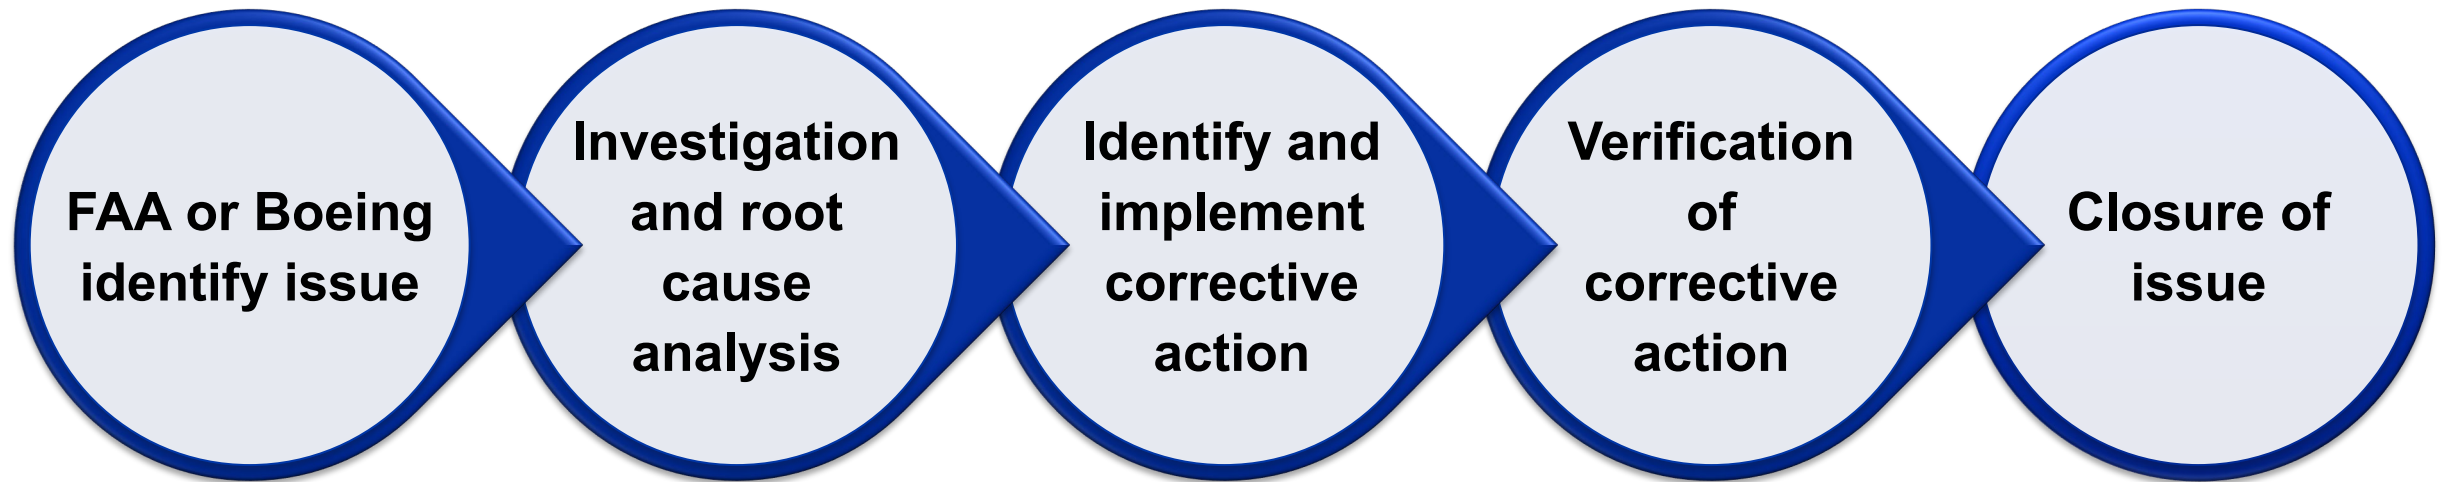 FAA or Boeing
identify issue
Investigation
and root
cause
analysis
Identify and
implement
corrective
action
Verification
of
corrective
action
Closure of
issue